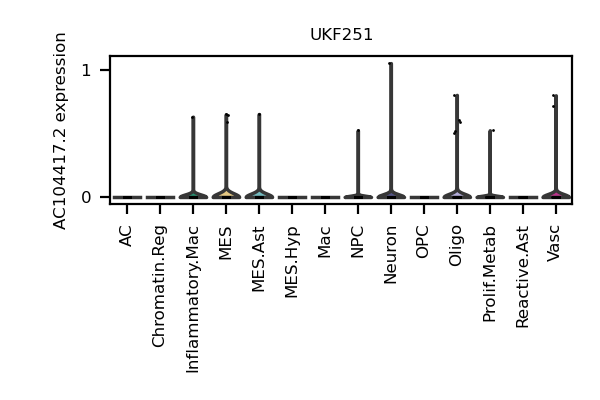 UKF251
AC104417.2 expression
1
0
AC
Chromatin.Reg
Inflammatory.Mac
MES
MES.Ast
MES.Hyp
Mac
NPC
Neuron
OPC
Oligo
Prolif.Metab
Reactive.Ast
Vasc